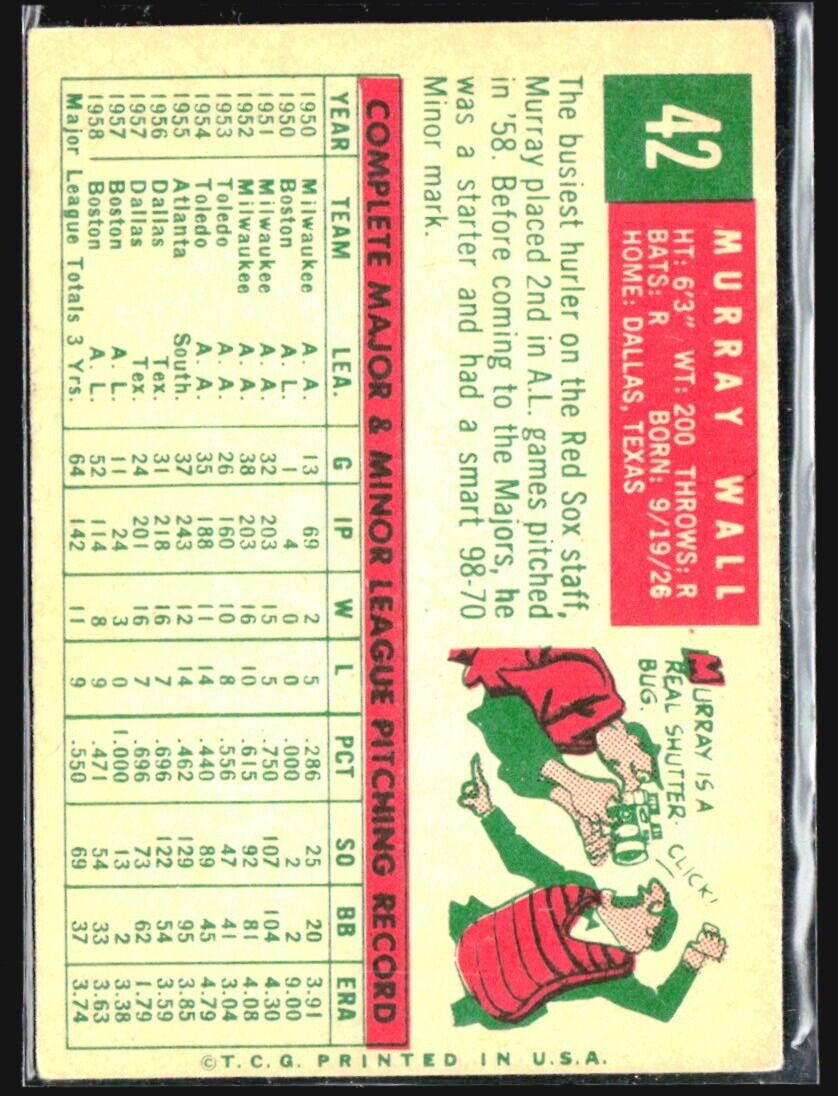 42
MURRAY WALL
HT: 6'3" WT: 200 THROWS: R
BATS: R BORN: 9/19/26
HOME: DALLAS, TEXAS
The busiest hurler on the Red Sox staff,
Murray placed 2nd in A.L. games pitched
in '58. Before coming to the Majors, he
was a starter and had a smart 98-70
Minor mark.
MURRAY IS A
REAL SHUTTER-
BUG.
CLICK!
COMPLETE MAJOR & MINOR LEAGUE PITCHING RECORD
YEAR TEAM LEA. G IP W L PCT SO BB ERA
1950 Milwaukee A. A. 13 69 2 5 .286 25 20 3.91
1950 Boston A. L. 1 4 0 0 .000 2 2 9.00
1951 Milwaukee A. A. 32 203 15 5 .750 107 104 4.30
1952 Milwaukee A. A. 38 203 16 10 .615 92 81 4.08
1953 Toledo A. A. 26 160 10 8 .556 47 41 3.04
1954 Toledo A. A. 35 188 11 14 .440 89 45 4.79
1955 Atlanta South. 37 243 12 14 .462 129 95 3.85
1956 Dallas Tex. 31 218 16 7 .696 122 54 3.59
1957 Dallas Tex. 24 201 16 7 .696 73 62 1.79
1957 Boston A. L. 11 24 3 0 1.000 13 2 3.38
1958 Boston A. L. 52 114 8 9 .471 54 33 3.63
Major League Totals 3 Yrs. 64 142 11 9 .550 69 37 3.74
©T.C.G. PRINTED IN U.S.A.